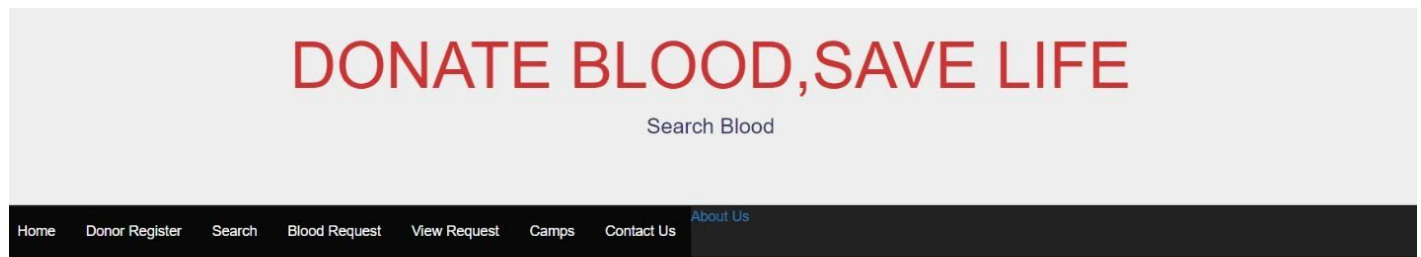 DONATE BLOOD,SAVE LIFE
Search Blood
Home Donor Register Search Blood Request View Request Camps Contact Us About Us